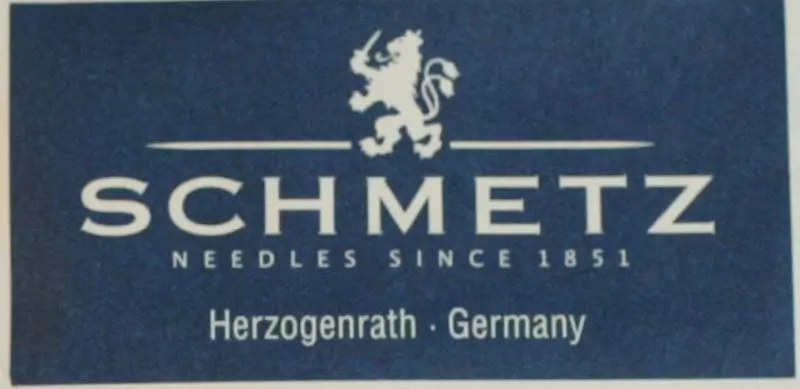 SCHMETZ
NEEDLES SINCE 1851
Herzogenrath · Germany